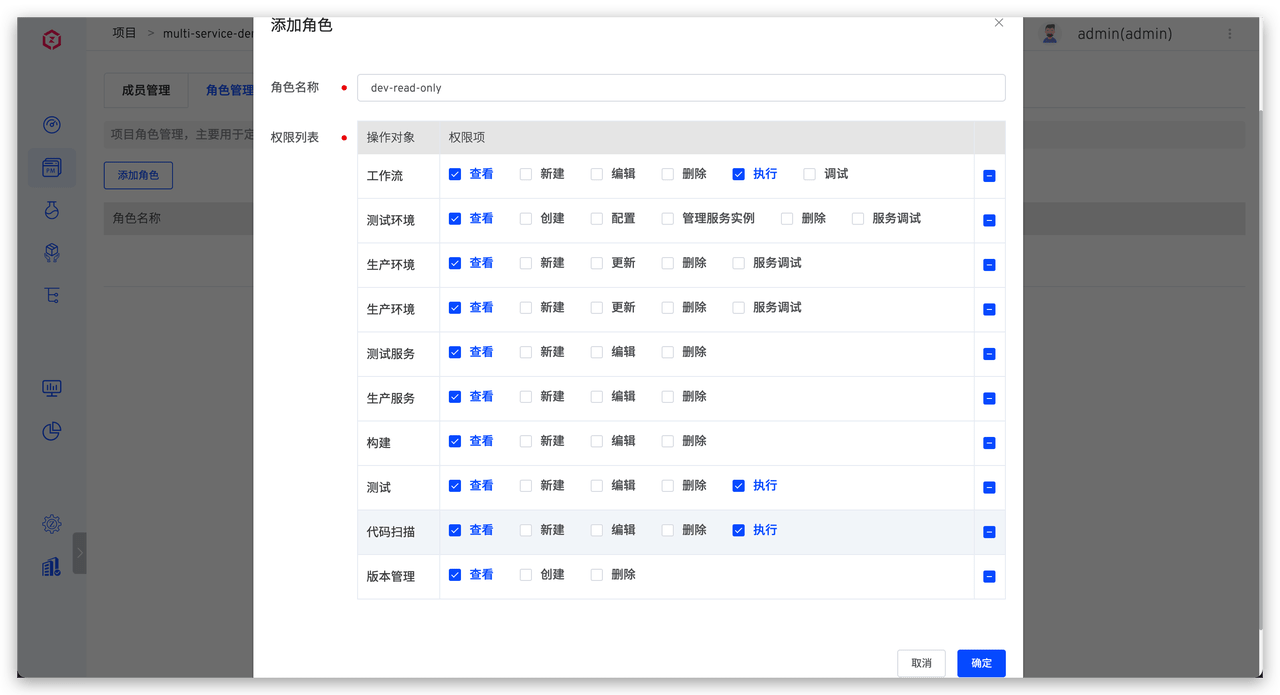 添加角色
项目 > multi-service-de
admin(admin)
成员管理 角色管理
项目角色管理，主要用于定
添加角色
角色名称
角色名称 dev-read-only
权限列表 操作对象 权限项
工作流 查看 新建 编辑 删除 执行 调试
测试环境 查看 创建 配置 管理服务实例 删除 服务调试
生产环境 查看 新建 更新 删除 服务调试
生产环境 查看 新建 更新 删除 服务调试
测试服务 查看 新建 编辑 删除
生产服务 查看 新建 编辑 删除
构建 查看 新建 编辑 删除
测试 查看 新建 编辑 删除 执行
代码扫描 查看 新建 编辑 删除 执行
版本管理 查看 创建 删除
取消 确定